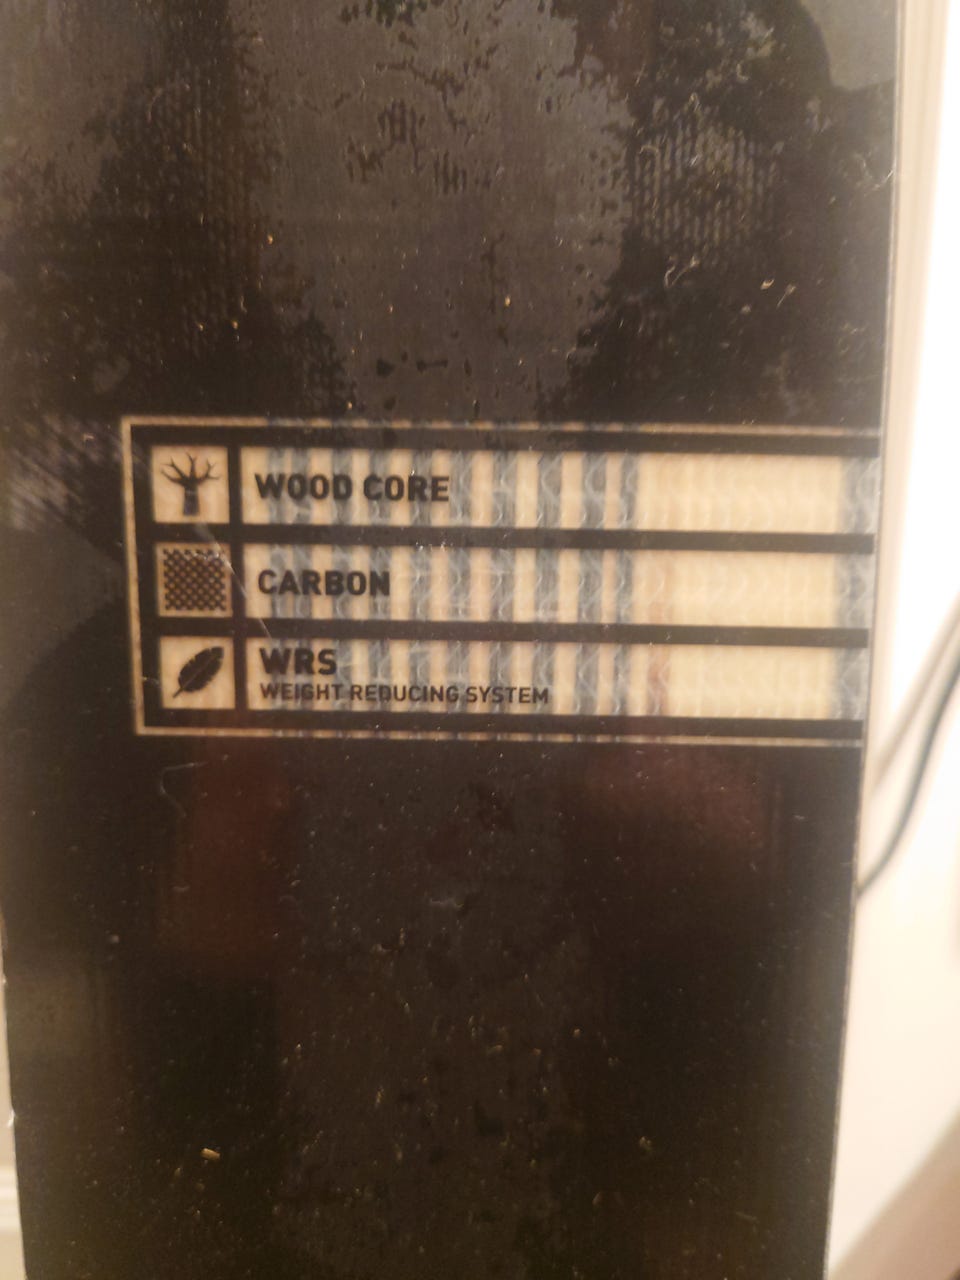 WOOD CORE
CARBON
WRS
WEIGHT REDUCING SYSTEM